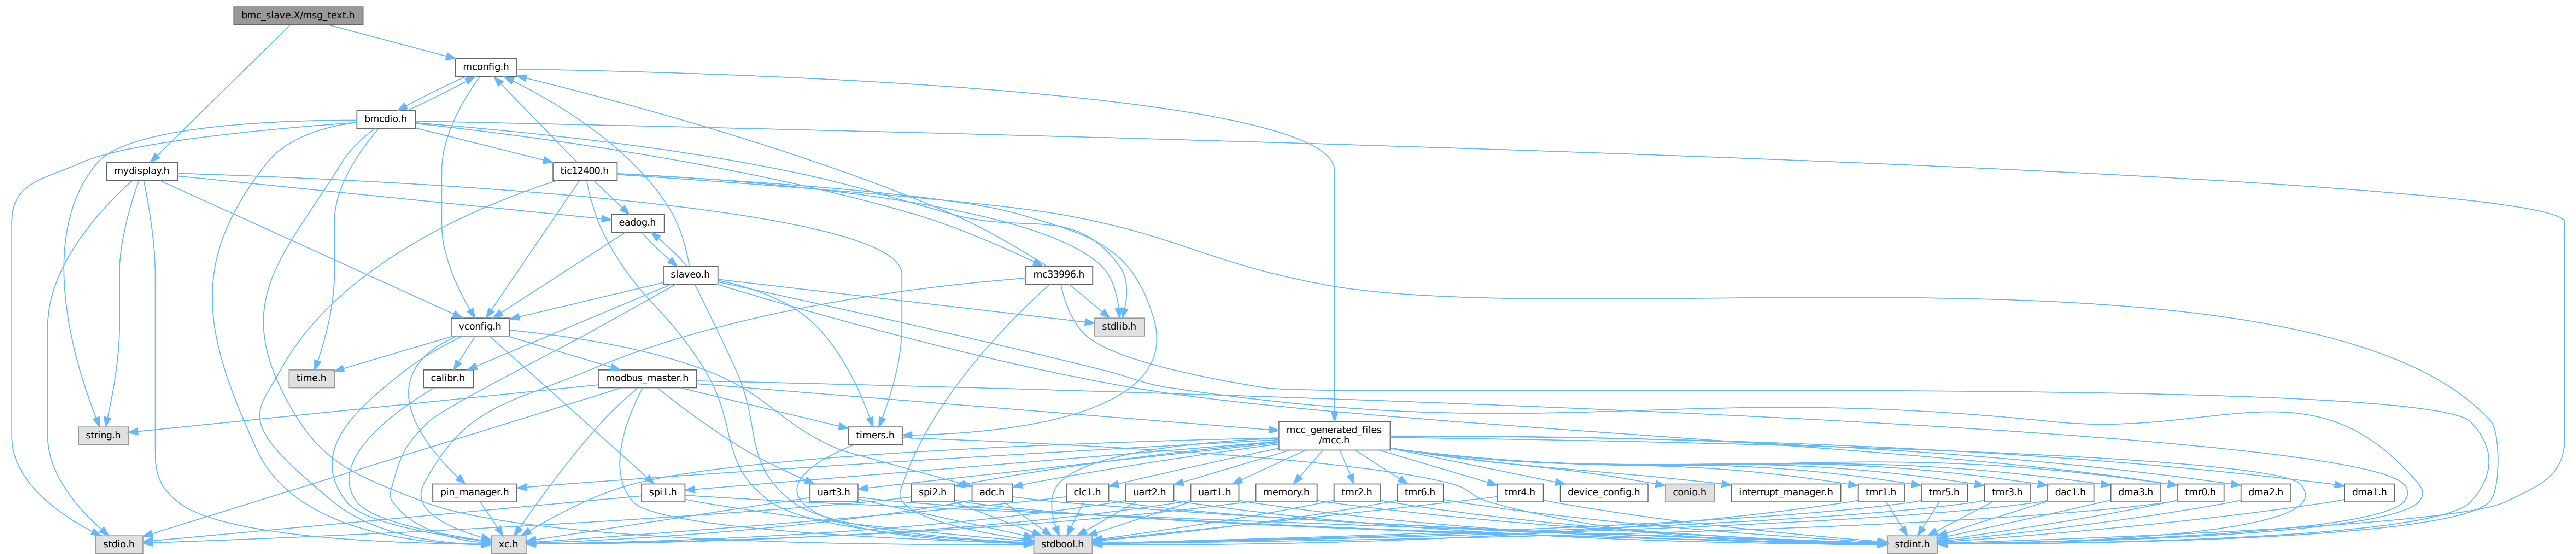 bmc_slave.X/msg_text.h
mconfig.h
bmcdio.h
mydisplay.h
tic12400.h
eadog.h
slaveo.h
mc33996.h
vconfig.h
stdlib.h
time.h
calibr.h
modbus_master.h
string.h
timers.h
mcc_generated_files
/mcc.h
pin_manager.h
spi1.h
uart3.h
spi2.h
adc.h
clc1.h
uart2.h
uart1.h
memory.h
tmr2.h
tmr6.h
tmr4.h
device_config.h
conio.h
interrupt_manager.h
tmr1.h
tmr5.h
tmr3.h
dac1.h
dma3.h
tmr0.h
dma2.h
dma1.h
stdio.h
xc.h
stdbool.h
stdint.h